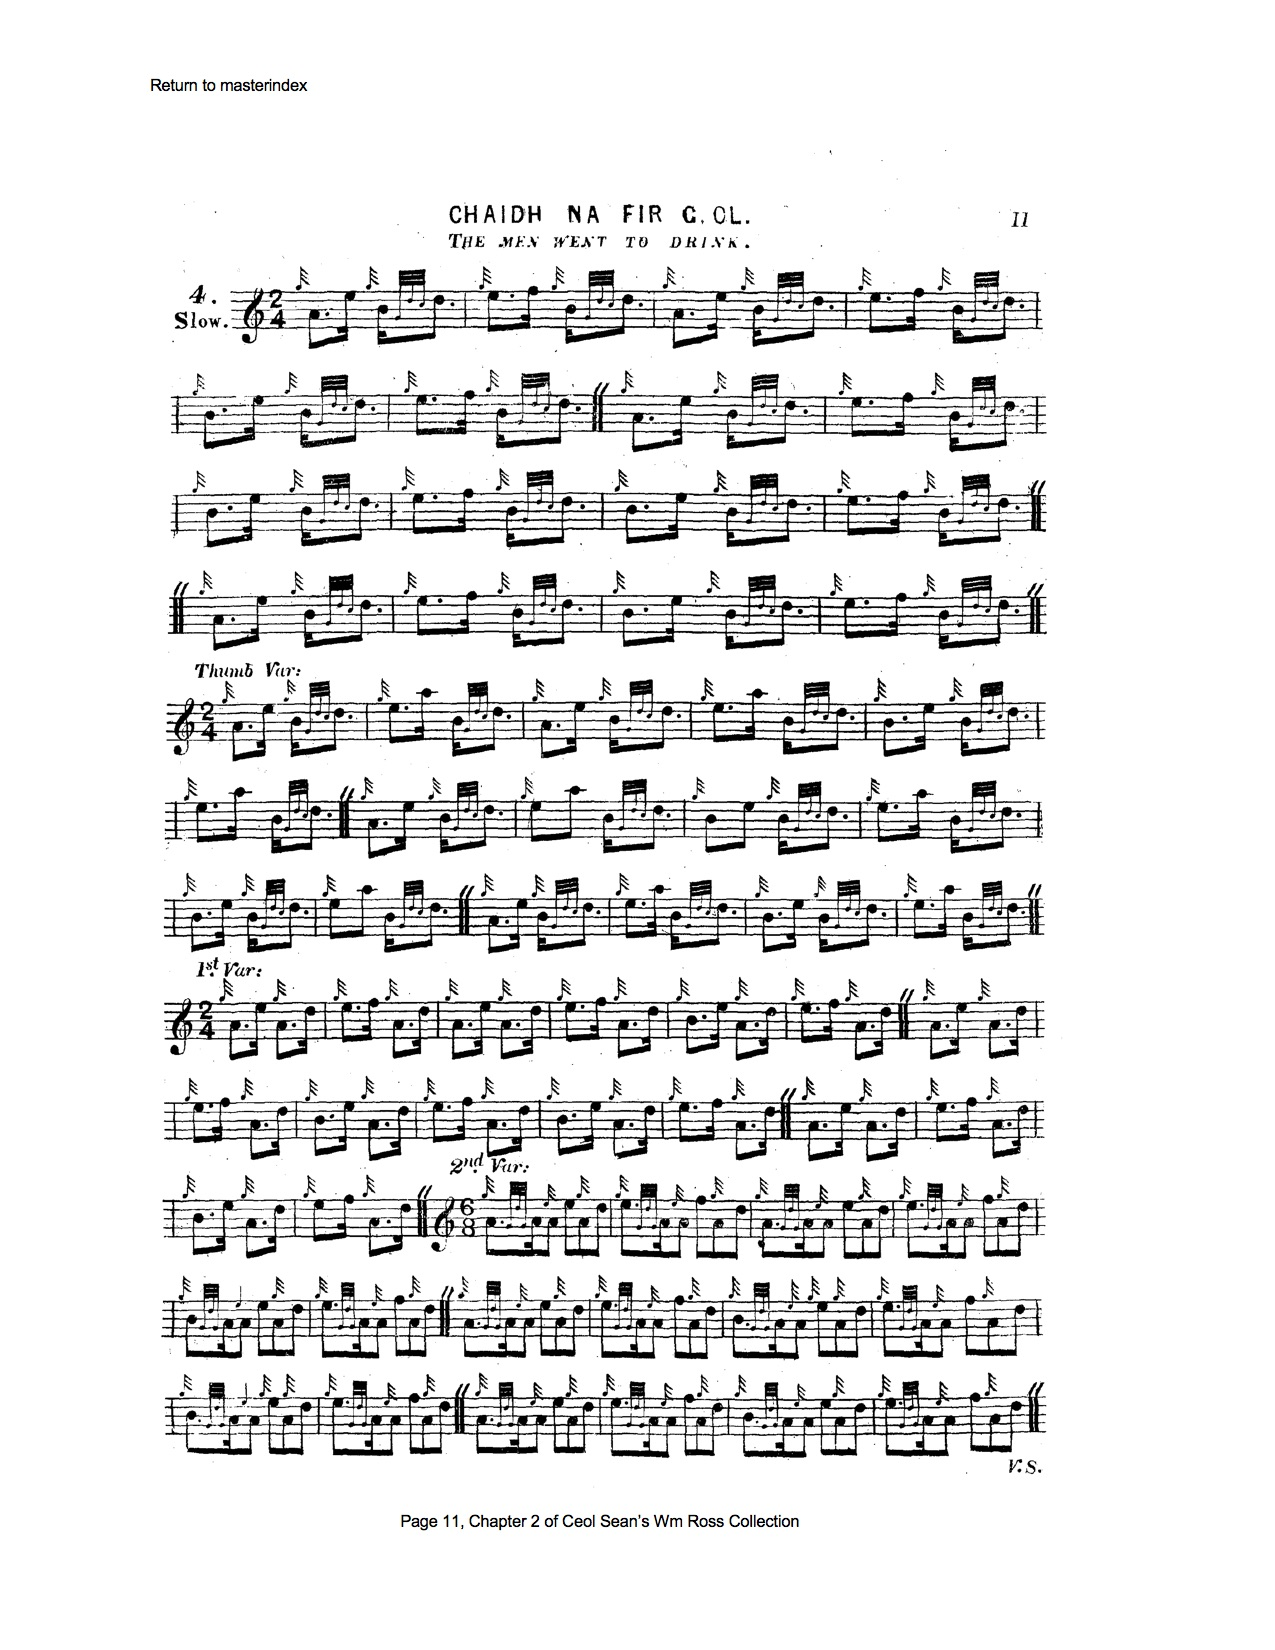 Return to masterindex
CHAIDH NA FIR G. OL. 11
THE MEN WENT TO DRINK.
4.
Slow.
Thumb Var:
1st Var:
2nd Var:
V.S.
Page 11, Chapter 2 of Ceol Sean's Wm Ross Collection